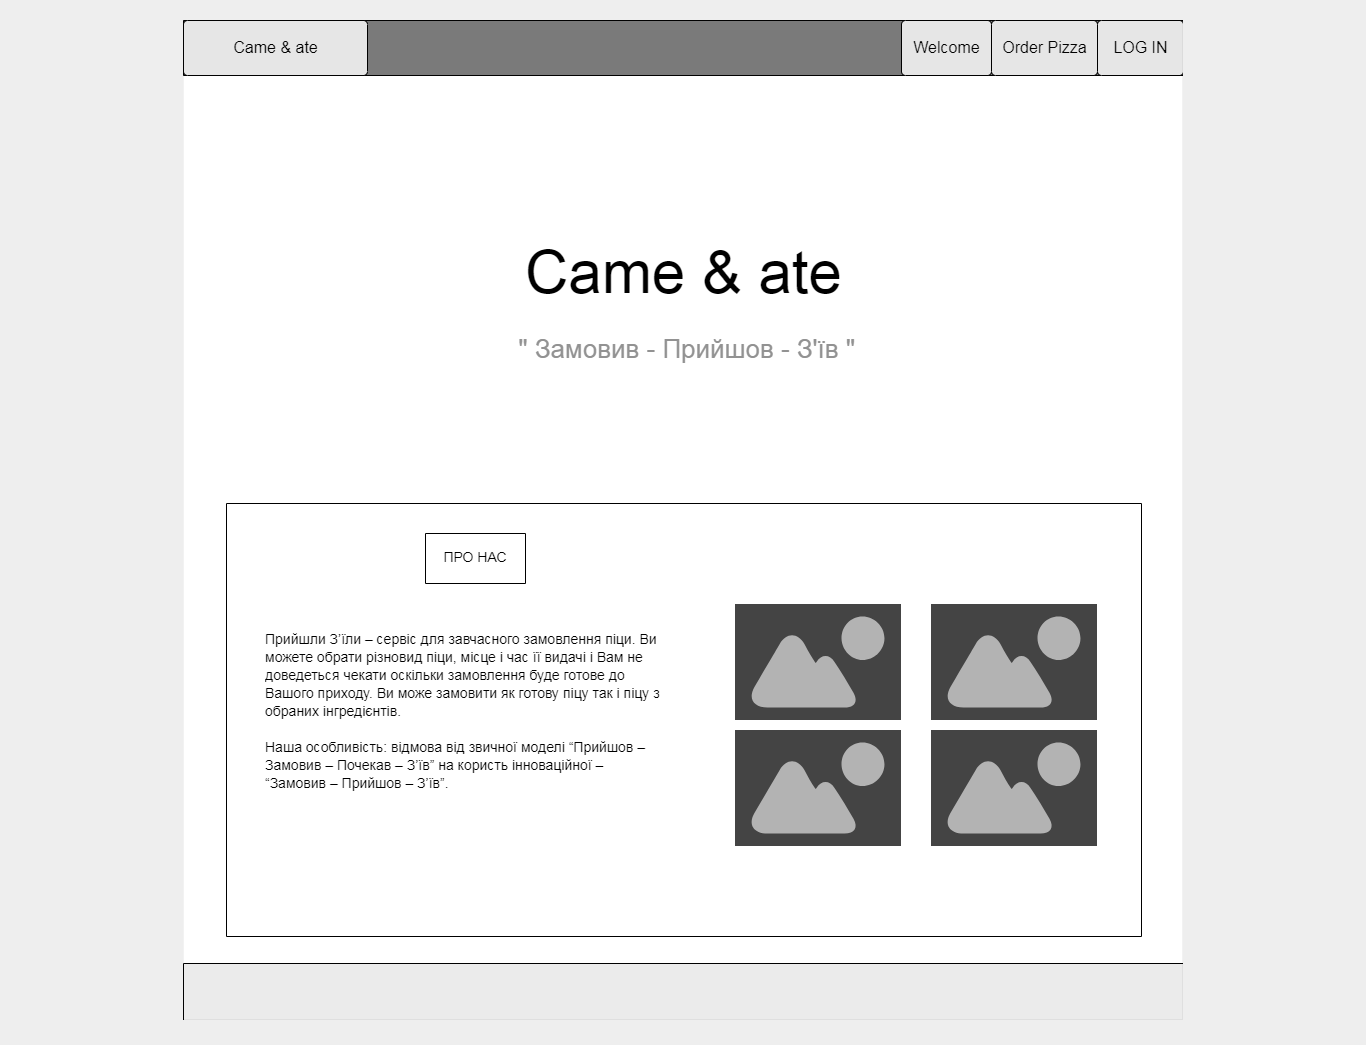 Came & ate
Welcome
Order Pizza
LOG IN
Came & ate
" Замовив - Прийшов - З'їв "
ПРО НАС
Прийшли З’їли – сервіс для завчасного замовлення піци. Ви
можете обрати різновид піци, місце і час її видачі і Вам не
доведеться чекати оскільки замовлення буде готове до
Вашого приходу. Ви може замовити як готову піцу так і піцу з
обраних інгредієнтів.
Наша особливість: відмова від звичної моделі “Прийшов –
Замовив – Почекав – З’їв” на користь інноваційної –
“Замовив – Прийшов – З’їв”.